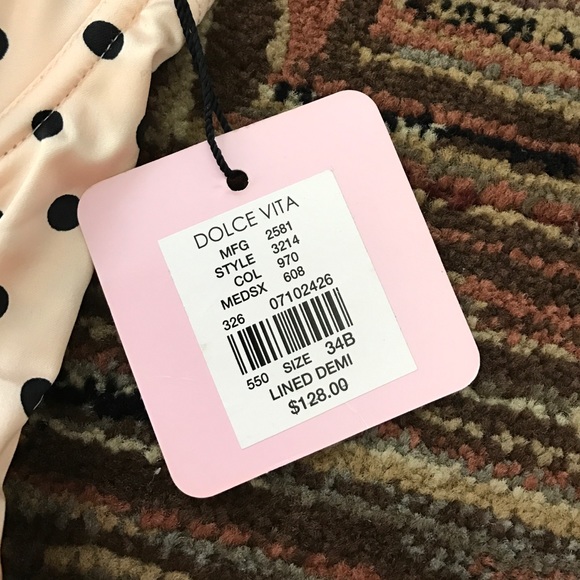 DOLCE VITA
MFG 2581
STYLE 3214
COL 970
MEDSX 608
326 07102426
550 SIZE 34B
LINED DEMI
$128.00